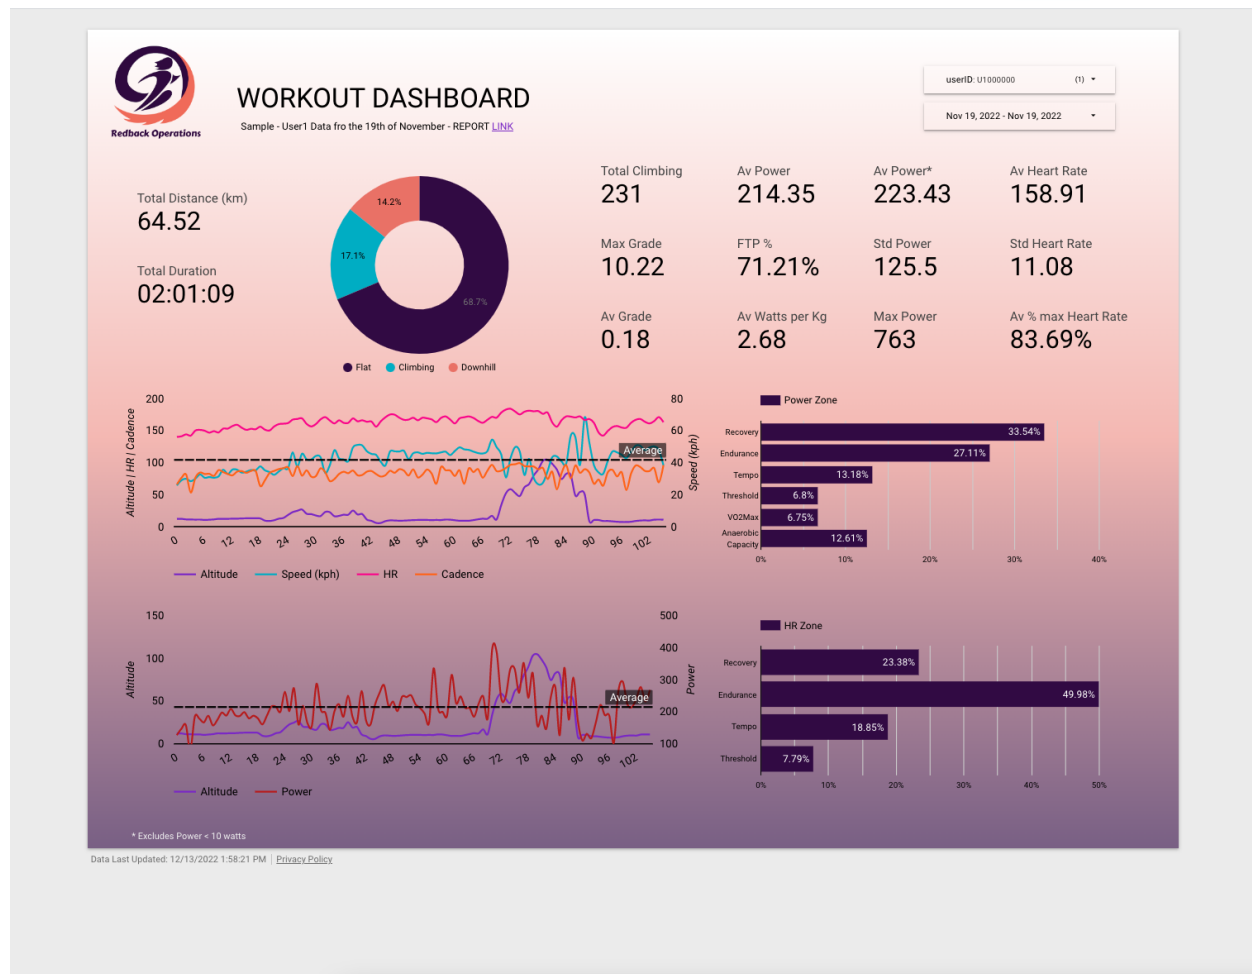 Redback Operations
WORKOUT DASHBOARD
Sample - User1 Data fro the 19th of November - REPORT LINK
userID: U1000000 (1)
Nov 19, 2022 - Nov 19, 2022
Total Distance (km)
64.52
Total Duration
02:01:09
14.2%
17.1%
68.7%
Flat Climbing Downhill
Total Climbing Av Power Av Power* Av Heart Rate
231 214.35 223.43 158.91
Max Grade FTP % Std Power Std Heart Rate
10.22 71.21% 125.5 11.08
Av Grade Av Watts per Kg Max Power Av % max Heart Rate
0.18 2.68 763 83.69%
Altitude | HR | Cadence
200
150
100
50
0
80
60
40
20
0
Speed (kph)
Average
0 6 12 18 24 30 36 42 48 54 60 66 72 78 84 90 96 102
Altitude Speed (kph) HR Cadence
Power Zone
Recovery 33.54%
Endurance 27.11%
Tempo 13.18%
Threshold 6.8%
VO2Max 6.75%
Anaerobic
Capacity 12.61%
0% 10% 20% 30% 40%
Altitude
150
100
50
0
500
400
300
200
100
Power
Average
0 6 12 18 24 30 36 42 48 54 60 66 72 78 84 90 96 102
Altitude Power
HR Zone
Recovery 23.38%
Endurance 49.98%
Tempo 18.85%
Threshold 7.79%
0% 10% 20% 30% 40% 50%
* Excludes Power < 10 watts
Data Last Updated: 12/13/2022 1:58:21 PM Privacy Policy